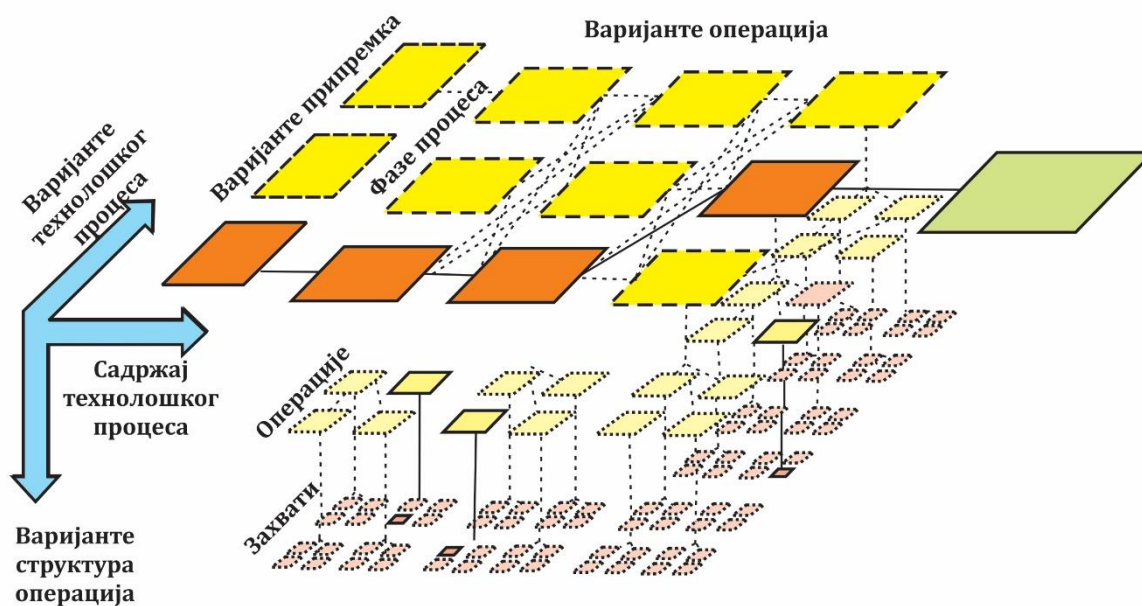 Варијанте операција
Варијанте припремка
Фазе процеса
Варијанте
технолошког
процеса
Садржај
технолошког
процеса
Операције
Захвати
Варијанте
структура
операција